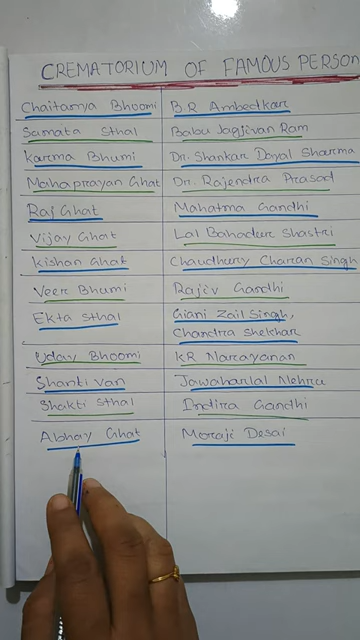 CREMATORIUM OF FAMOUS PERSON
Chaitamya Bhoomi B.R Ambedkar
Samata Sthal Babu Jagjivan Ram
Karma Bhumi Dr. Shankar Dayal Sharma
Mahaprayan Ghat Dr. Rajendra Prasad
Raj Ghat Mahatma Gandhi
Vijay Ghat Lal Bahadur Shastri
Kishan Ghat Chaudhary Charan Singh
Veer Bhumi Rajiv Gandhi
Ekta Sthal Giani Zail Singh,
Chandra Shekhar
Uday Bhoomi KR Narayanan
Shanti Van Jawaharlal Nehru
Shakti Sthal Indira Gandhi
Abhay Ghat Moraji Desai